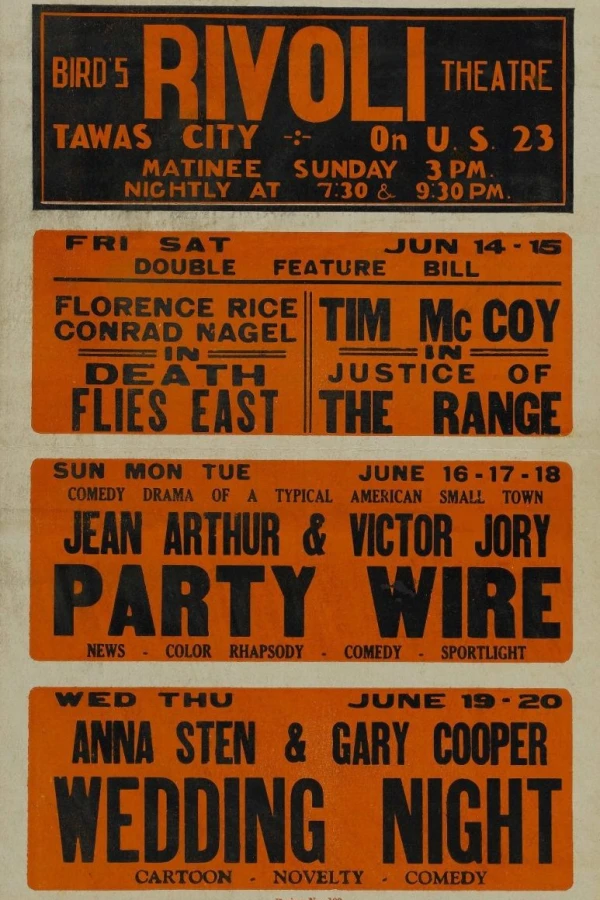 BIRD'S RIVOLI THEATRE
TAWAS CITY -:- On U. S. 23
MATINEE SUNDAY 3 PM.
NIGHTLY AT 7:30 & 9:30 PM.
FRI SAT JUN 14-15
DOUBLE FEATURE BILL
FLORENCE RICE
CONRAD NAGEL
IN
DEATH
FLIES EAST
TIM McCOY
IN
JUSTICE OF
THE RANGE
SUN MON TUE JUNE 16-17-18
COMEDY DRAMA OF A TYPICAL AMERICAN SMALL TOWN
JEAN ARTHUR & VICTOR JORY
PARTY WIRE
NEWS - COLOR RHAPSODY - COMEDY - SPORTLIGHT
WED THU JUNE 19-20
ANNA STEN & GARY COOPER
WEDDING NIGHT
CARTOON - NOVELTY - COMEDY